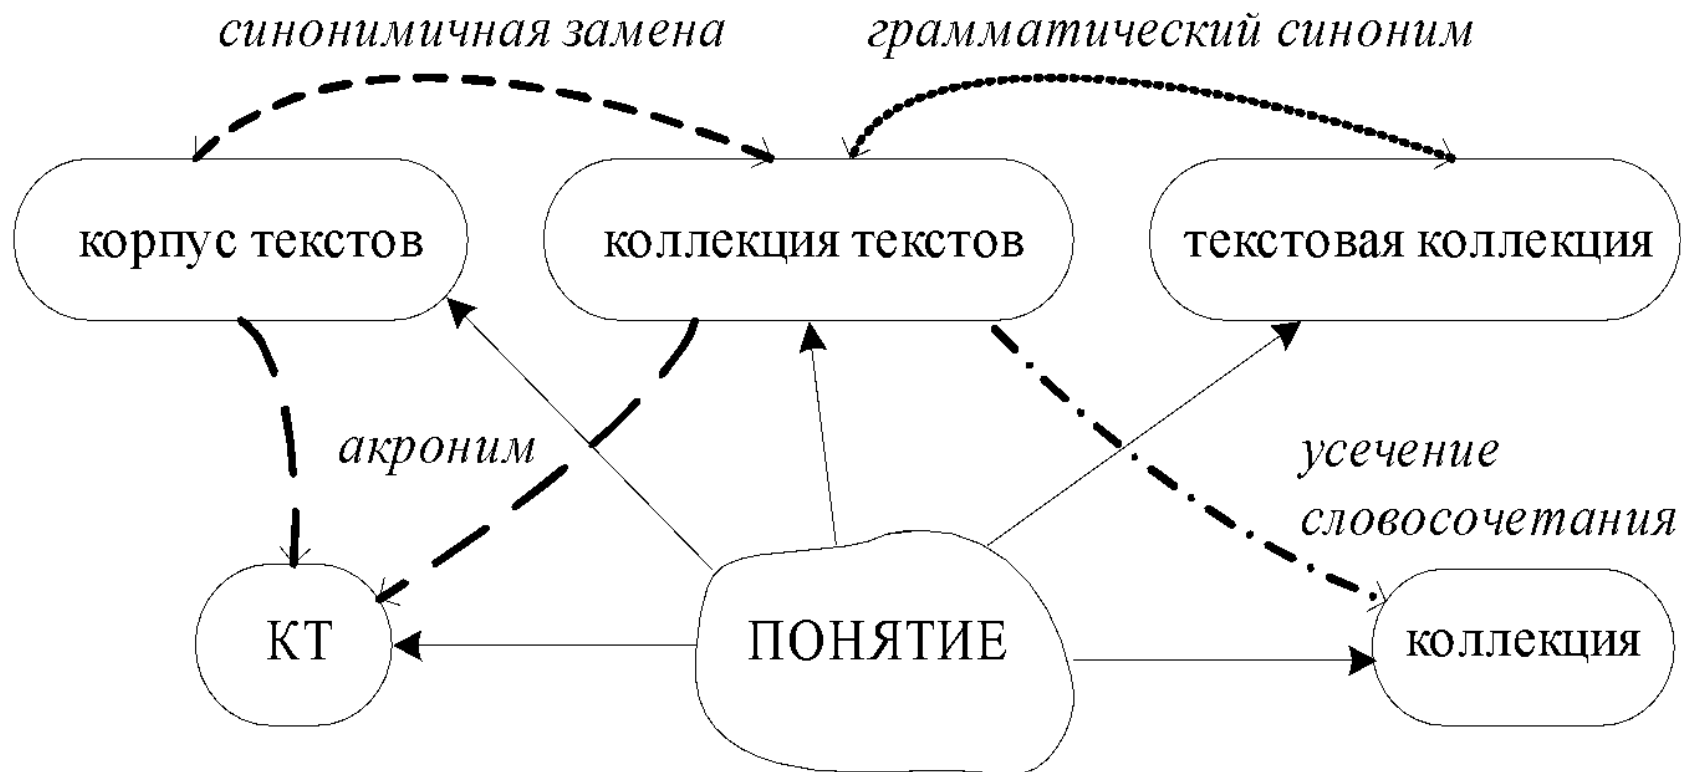 синонимичная замена
грамматический синоним
корпус текстов
коллекция текстов
текстовая коллекция
акроним
усечение
словосочетания
КТ
ПОНЯТИЕ
коллекция